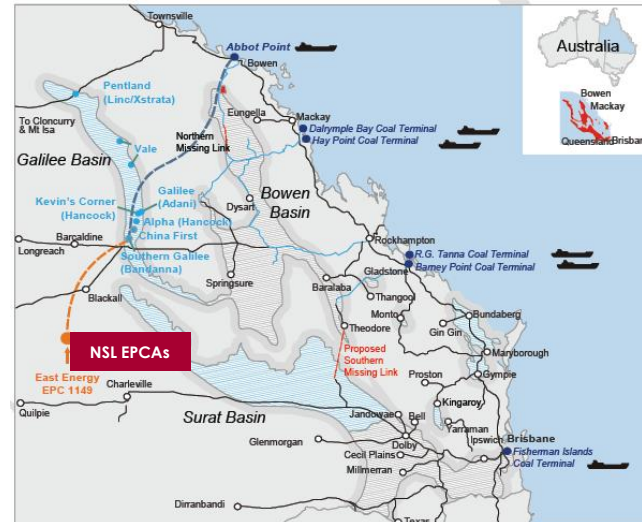 Townsville
Abbot Point
Bowen
Australia
Bowen
Mackay
Queensland
Brisbane
Pentland
(Linc/Xstrata)
To Cloncurry
& Mt Isa
Eungella
Mackay
Dalrymple Bay Coal Terminal
Hay Point Coal Terminal
Northern
Missing Link
Vale
Galilee Basin
Bowen
Basin
Kevin's Corner
(Hancock)
Galilee
(Adani)
Dysart
Alpha (Hancock)
China First
Barcaldine
Longreach
Southern Galilee
(Bandanna)
Rockhampton
R.G. Tanna Coal Terminal
Barney Point Coal Terminal
Gladstone
Springsure
Baralaba
Blackall
Thangool
Monto
Bundaberg
Theodore
Gin Gin
NSL EPCAs
Proposed
Southern
Missing Link
Maryborough
East Energy
EPC 1149
Gympie
Proston
Charleville
Quilpie
Kingaroy
Surat Basin
Jandowae
Bell
Yarraman
Ipswich
Brisbane
Glenmorgan
Dolby
Cecil Plains
Fisherman Islands
Coal Terminal
Millmerran
Dirranbandi
Texas